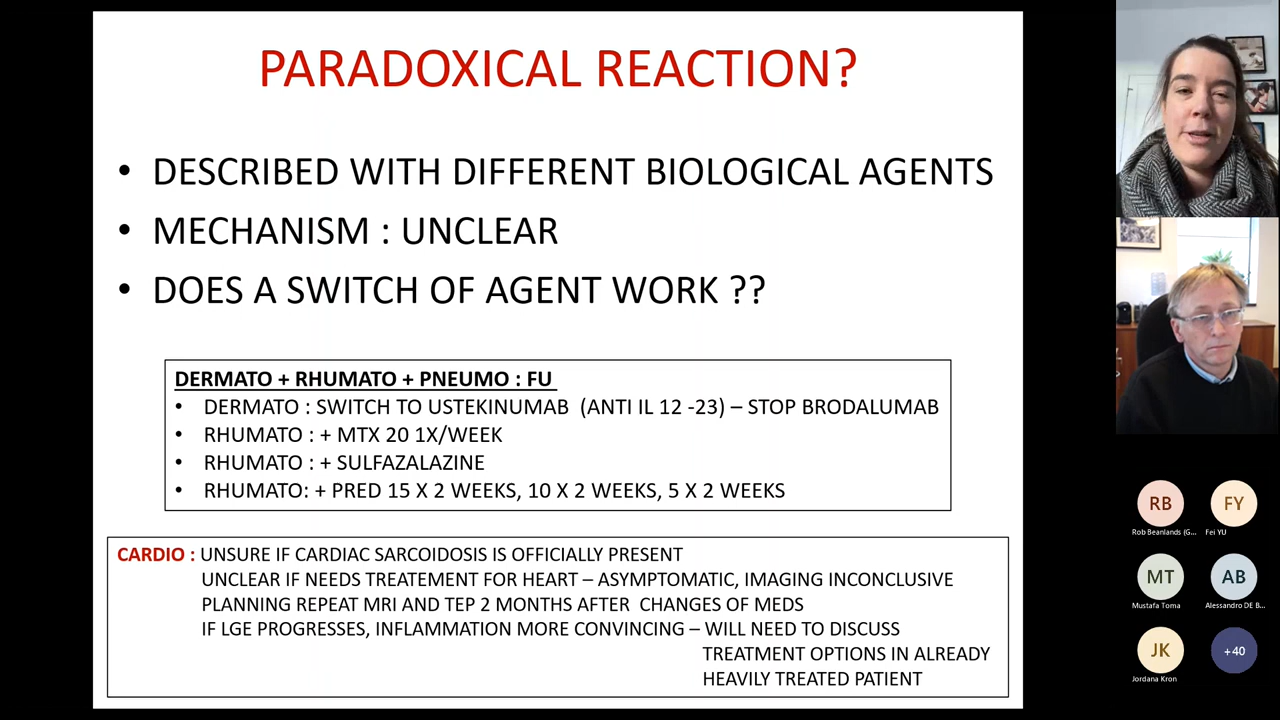 PARADOXICAL REACTION?
• DESCRIBED WITH DIFFERENT BIOLOGICAL AGENTS
• MECHANISM : UNCLEAR
• DOES A SWITCH OF AGENT WORK ??
DERMATO + RHUMATO + PNEUMO : FU
• DERMATO : SWITCH TO USTEKINUMAB (ANTI IL 12 -23) – STOP BRODALUMAB
• RHUMATO : + MTX 20 1X/WEEK
• RHUMATO : + SULFAZALAZINE
• RHUMATO: + PRED 15 X 2 WEEKS, 10 X 2 WEEKS, 5 X 2 WEEKS
CARDIO : UNSURE IF CARDIAC SARCOIDOSIS IS OFFICIALLY PRESENT
UNCLEAR IF NEEDS TREATEMENT FOR HEART – ASYMPTOMATIC, IMAGING INCONCLUSIVE
PLANNING REPEAT MRI AND TEP 2 MONTHS AFTER CHANGES OF MEDS
IF LGE PROGRESSES, INFLAMMATION MORE CONVINCING – WILL NEED TO DISCUSS
TREATMENT OPTIONS IN ALREADY
HEAVILY TREATED PATIENT
RB FY
Rob Beanlands (G... Fei YU
MT AB
Mustafa Toma Alessandro DE B...
JK +40
Jordana Kron